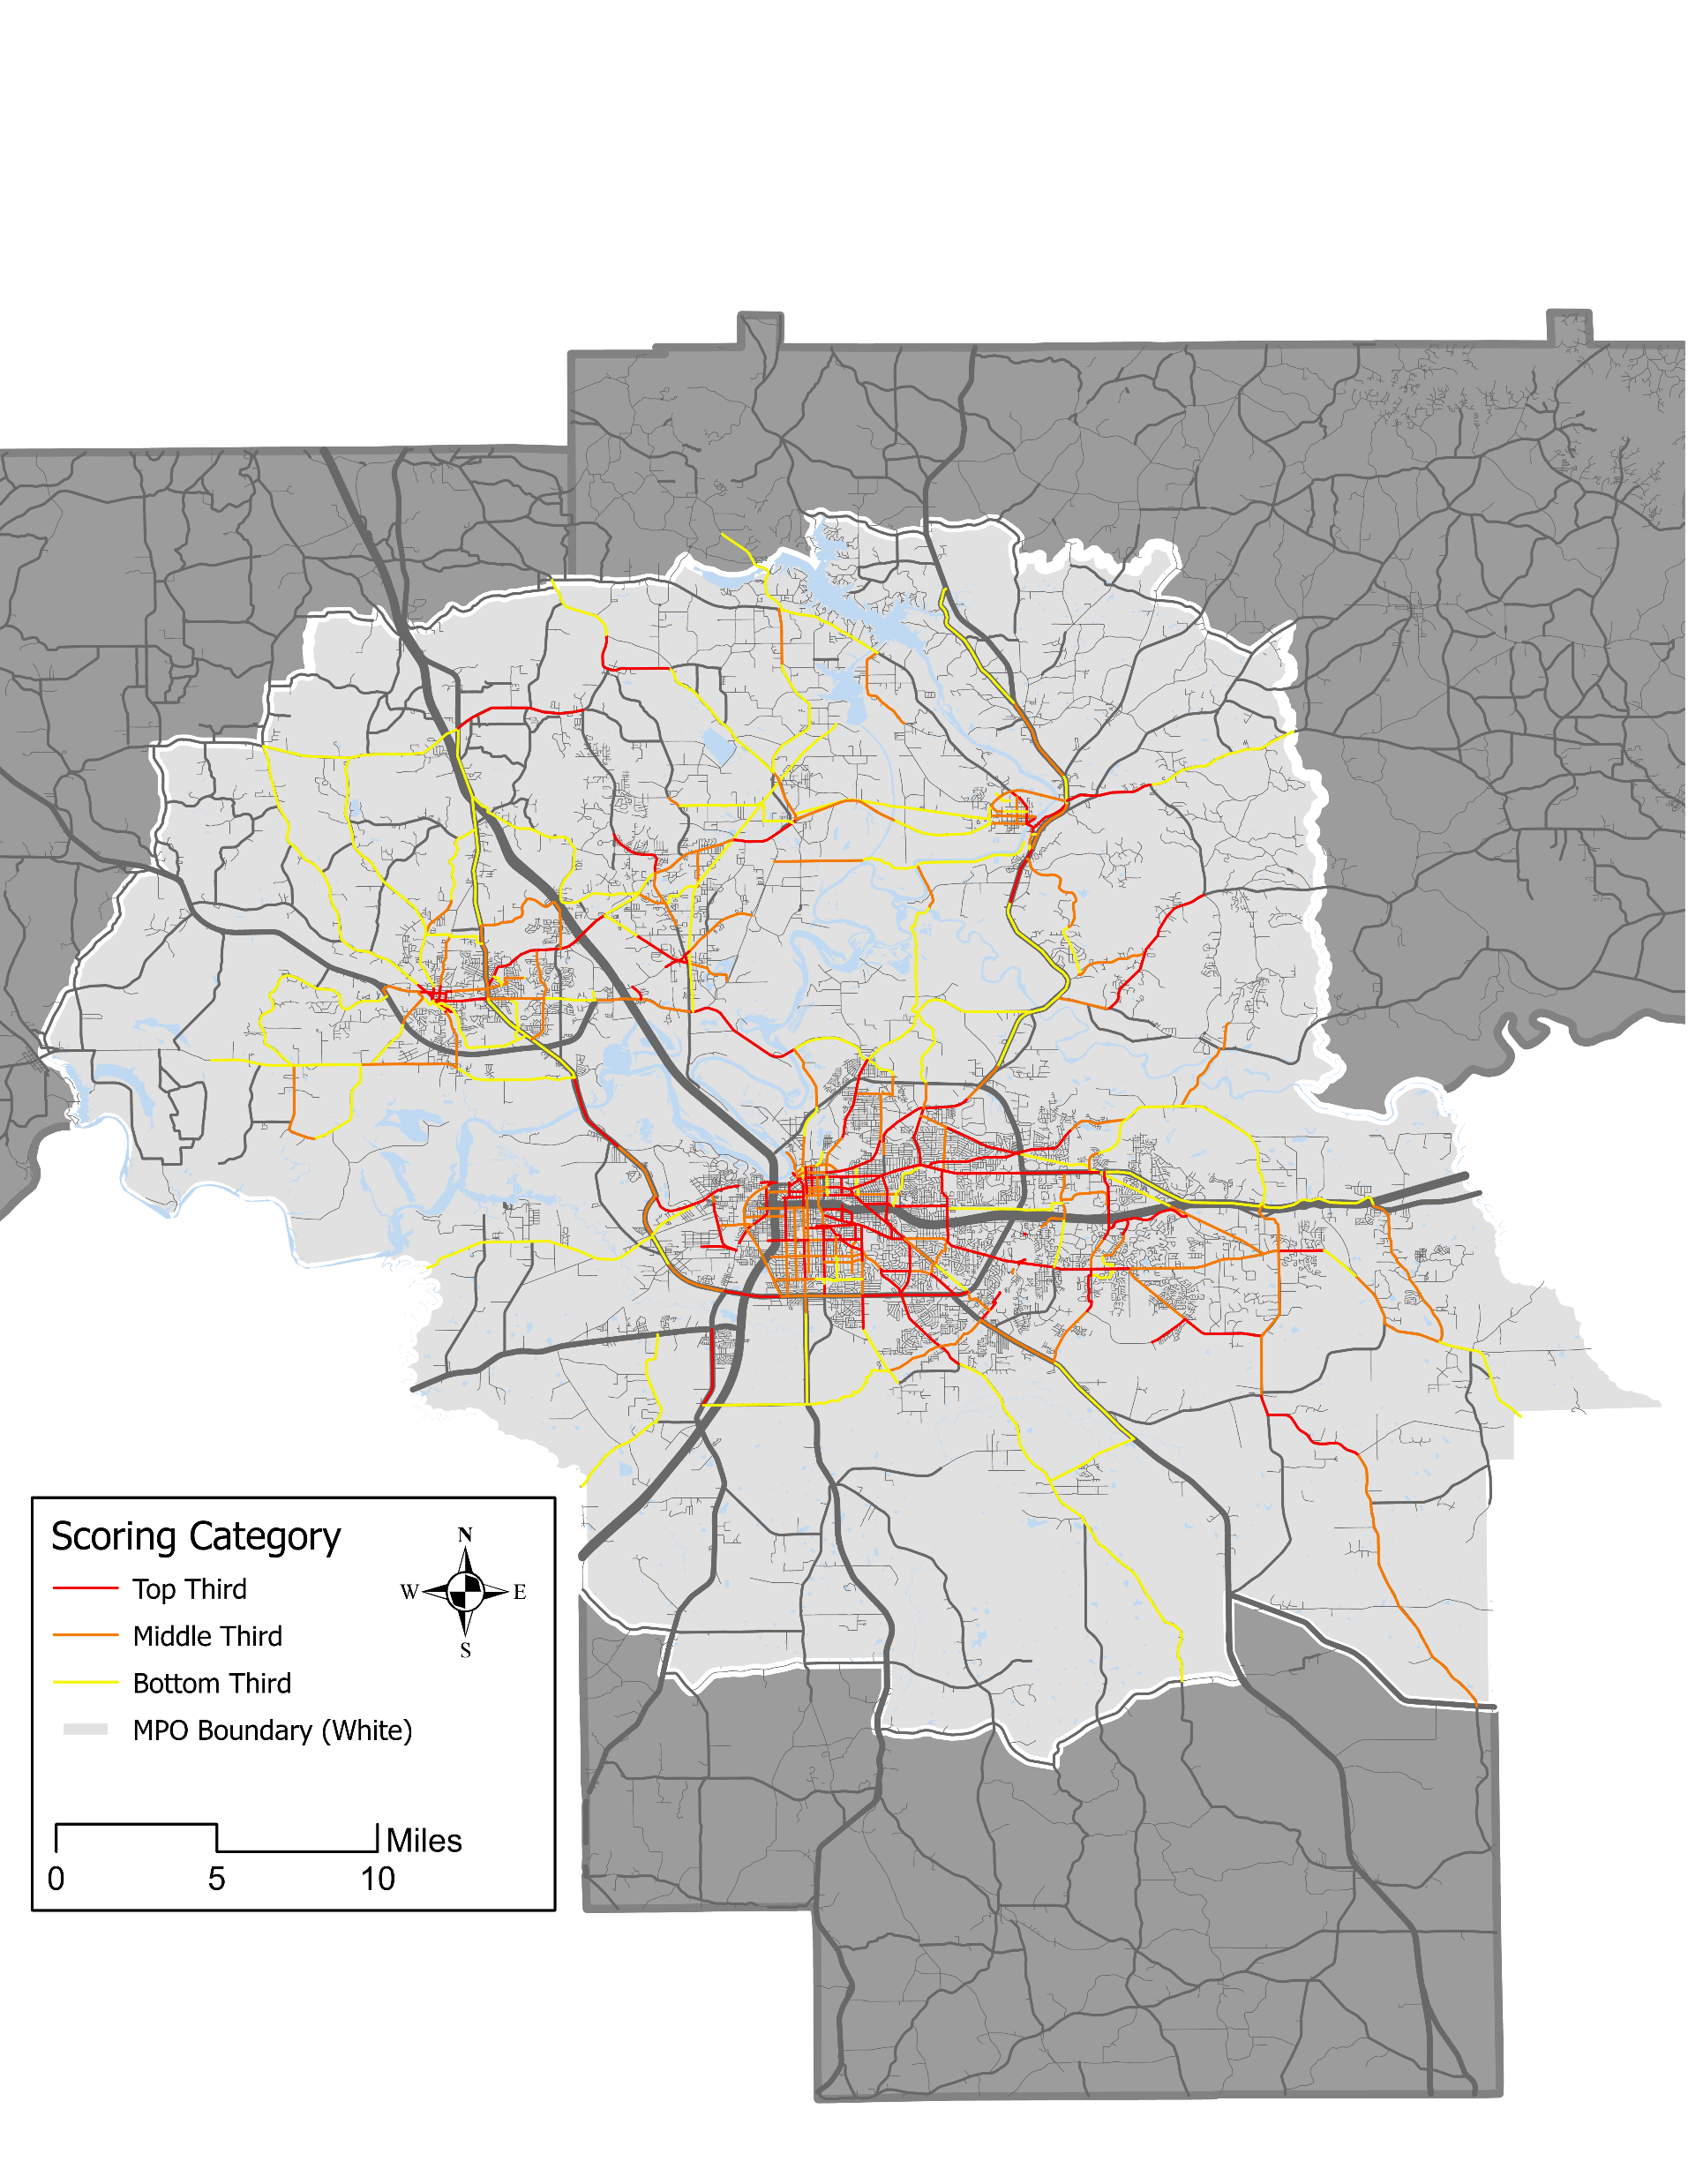 Scoring Category
Top Third
Middle Third
Bottom Third
MPO Boundary (White)
N
W E
S
Miles
0 5 10